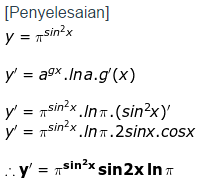 [Penyelesaian]
y = π^{sin²x}
y' = a^{gx}.lna.g'(x)
y' = π^{sin²x}.lnπ.(sin²x)'
y' = π^{sin²x}.lnπ.2sinx.cosx
∴ y' = π^{sin²x} sin2x ln π